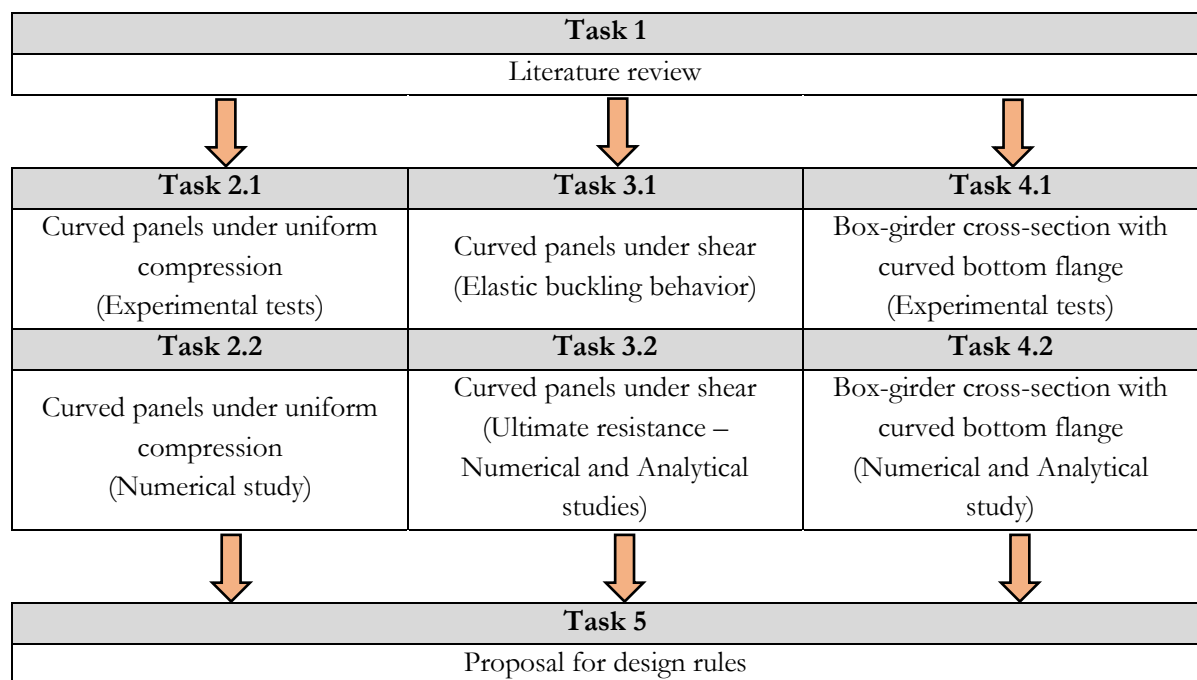 Task 1
Literature review
Task 2.1
Curved panels under uniform
compression
(Experimental tests)
Task 3.1
Curved panels under shear
(Elastic buckling behavior)
Task 4.1
Box-girder cross-section with
curved bottom flange
(Experimental tests)
Task 2.2
Curved panels under uniform
compression
(Numerical study)
Task 3.2
Curved panels under shear
(Ultimate resistance –
Numerical and Analytical
studies)
Task 4.2
Box-girder cross-section with
curved bottom flange
(Numerical and Analytical
study)
Task 5
Proposal for design rules